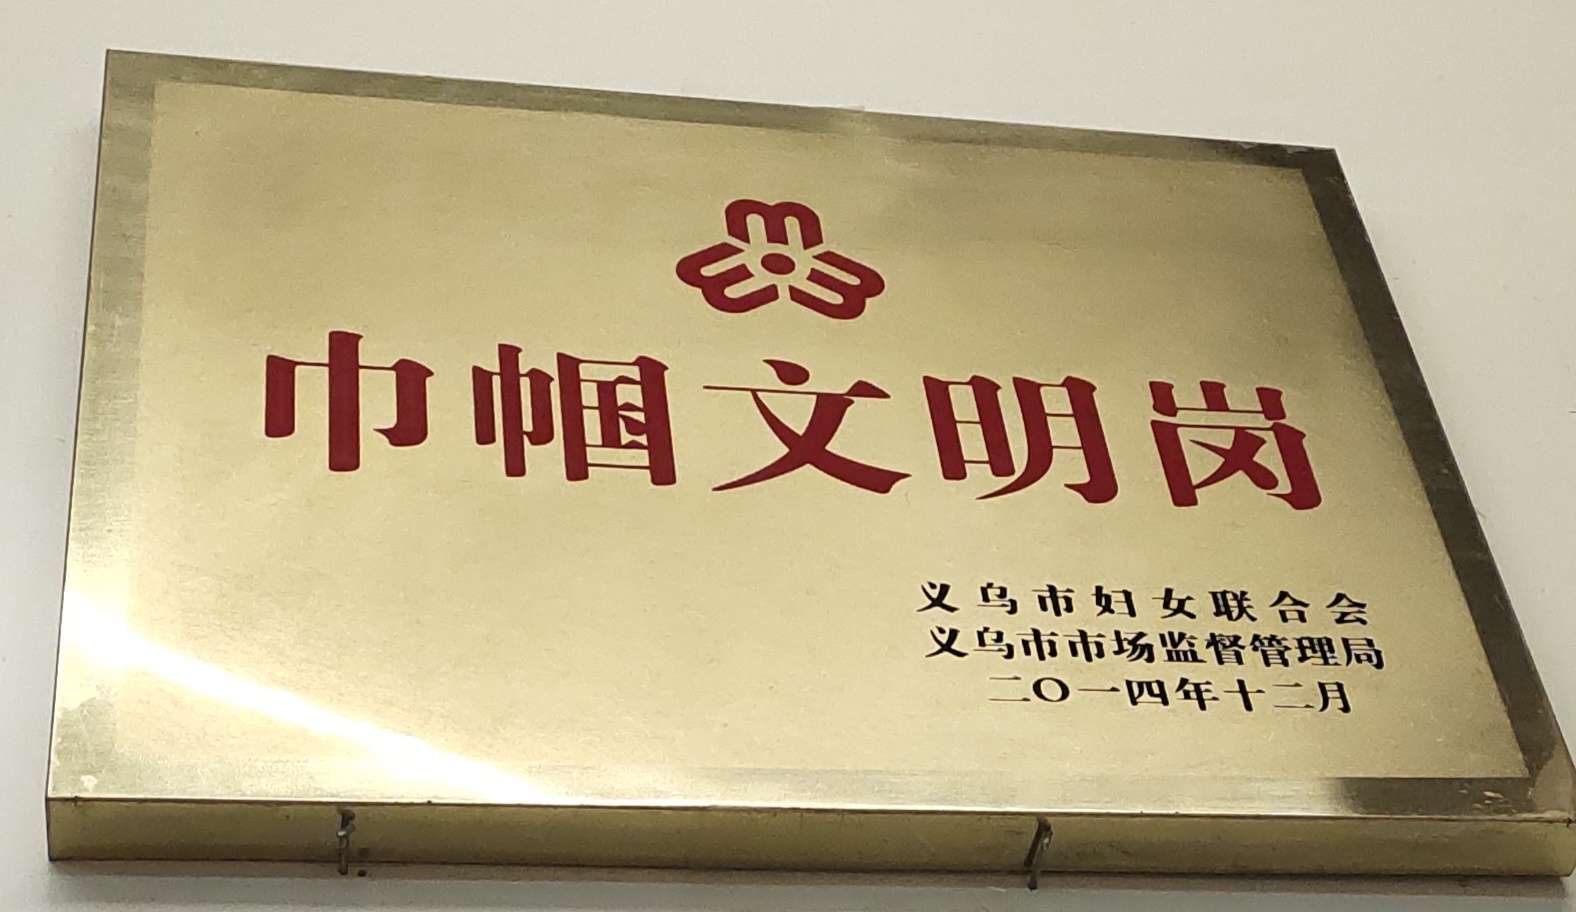 巾帼文明岗
义乌市妇女联合会
义乌市市场监督管理局
二〇一四年十二月